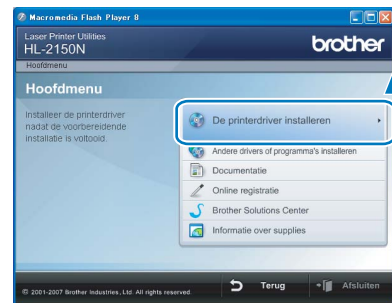 Macromedia Flash Player 8
Laser Printer Utilities
HL-2150N
brother
Hoofdmenu
Hoofdmenu
Installeer de printerdriver
nadat de voorbereidende
installatie is voltooid.
De printerdriver installeren
Andere drivers of programma's installeren
Documentatie
Online registratie
Brother Solutions Center
Informatie over supplies
© 2001-2007 Brother Industries, Ltd. All rights reserved.
Terug
Afsluiten